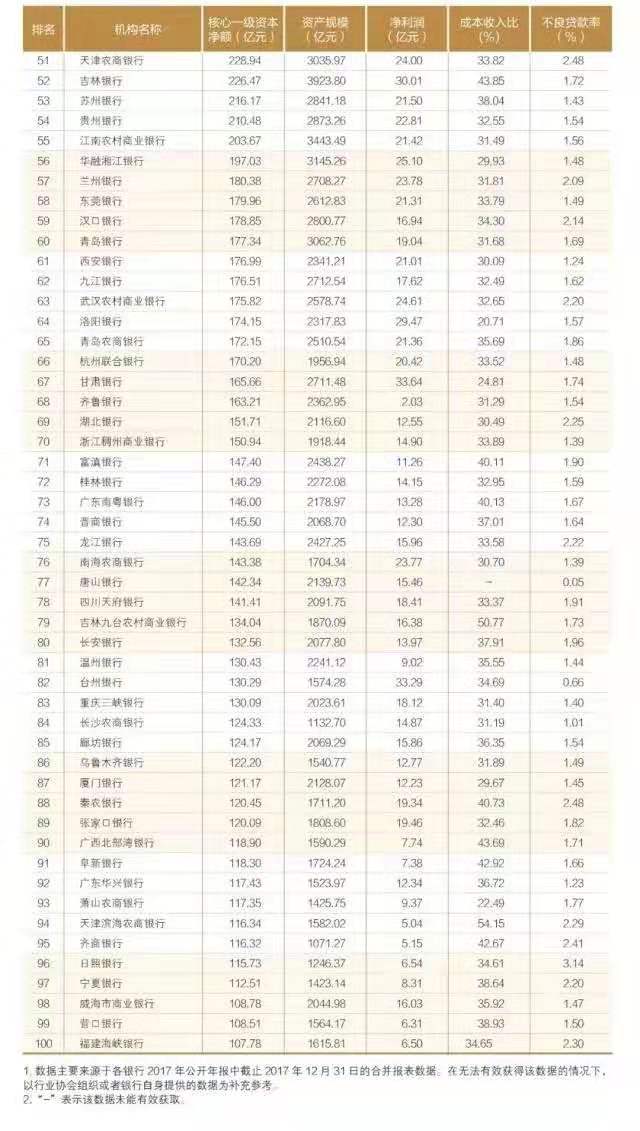 排名 机构名称 核心一级资本净额（亿元） 资产规模（亿元） 净利润（亿元） 成本收入比(%) 不良贷款率（%）
51 天津农商银行 228.94 3035.97 24.00 33.82 2.48
52 吉林银行 226.47 3923.80 30.01 43.85 1.72
53 苏州银行 216.17 2841.18 21.50 38.04 1.43
54 贵州银行 210.48 2873.26 22.81 32.55 1.54
55 江南农村商业银行 203.67 3443.49 21.42 31.49 1.56
56 华融湘江银行 197.03 3145.26 25.10 29.93 1.48
57 兰州银行 180.38 2708.27 23.78 31.81 2.09
58 东莞银行 179.96 2612.83 21.31 33.79 1.49
59 汉口银行 178.85 2800.77 16.94 34.30 2.14
60 青岛银行 177.34 3062.76 19.04 31.68 1.69
61 西安银行 176.99 2341.21 21.01 30.09 1.24
62 九江银行 176.51 2712.54 17.62 32.49 1.62
63 武汉农村商业银行 175.82 2578.74 24.61 32.65 2.20
64 洛阳银行 174.15 2317.83 29.47 20.71 1.57
65 青岛农商银行 172.15 2510.54 21.36 35.69 1.86
66 杭州联合银行 170.20 1956.94 20.42 33.52 1.48
67 甘肃银行 165.66 2711.48 33.64 24.81 1.74
68 齐鲁银行 163.21 2362.95 2.03 31.29 1.54
69 湖北银行 151.71 2116.60 12.55 30.49 2.25
70 浙江稠州商业银行 150.94 1918.44 14.90 33.89 1.39
71 富滇银行 147.40 2438.27 11.26 40.11 1.90
72 桂林银行 146.29 2272.08 14.15 32.95 1.59
73 广东南粤银行 146.00 2178.97 13.28 40.13 1.67
74 晋商银行 145.50 2068.70 12.30 37.01 1.64
75 龙江银行 143.69 2427.25 15.96 33.58 2.22
76 南海农商银行 143.38 1704.34 23.77 30.70 1.39
77 唐山银行 142.34 2139.73 15.46 – 0.05
78 四川天府银行 141.41 2091.75 18.41 33.37 1.91
79 吉林九台农村商业银行 134.04 1870.09 16.38 50.77 1.73
80 长安银行 132.56 2077.80 13.97 37.91 1.96
81 温州银行 130.43 2241.12 9.02 35.55 1.44
82 台州银行 130.29 1574.28 33.29 34.69 0.66
83 重庆三峡银行 130.09 2023.61 18.12 31.40 1.40
84 长沙农商银行 124.33 1132.70 14.87 31.19 1.01
85 廊坊银行 124.17 2069.29 15.86 36.35 1.54
86 乌鲁木齐银行 122.20 1540.77 12.77 31.89 1.49
87 厦门银行 121.17 2128.07 12.23 29.67 1.45
88 秦农银行 120.45 1711.20 19.34 40.73 2.48
89 张家口银行 120.09 1808.60 19.46 32.46 1.82
90 广西北部湾银行 118.90 1590.29 7.74 43.69 1.71
91 阜新银行 118.30 1724.24 7.38 42.92 1.66
92 广东华兴银行 117.43 1523.97 12.34 36.72 1.23
93 萧山农商银行 117.35 1425.75 9.37 22.49 1.77
94 天津滨海农商银行 116.34 1582.02 5.04 54.15 2.29
95 齐商银行 116.32 1071.27 5.15 42.67 2.41
96 日照银行 115.73 1246.37 6.54 34.61 3.14
97 宁夏银行 112.51 1423.14 8.31 38.64 2.20
98 威海市商业银行 108.78 2044.98 16.03 35.92 1.47
99 营口银行 108.51 1564.17 6.31 38.93 1.50
100 福建海峡银行 107.78 1615.81 6.50 34.65 2.30
1. 数据主要来源于各银行 2017 年公开年报中截止 2017 年 12 月 31 日的合并报表数据。在无法有效获得该数据的情况下，
以行业协会组织或者银行自身提供的数据为补充参考。
2. “–”表示该数据未能有效获取。